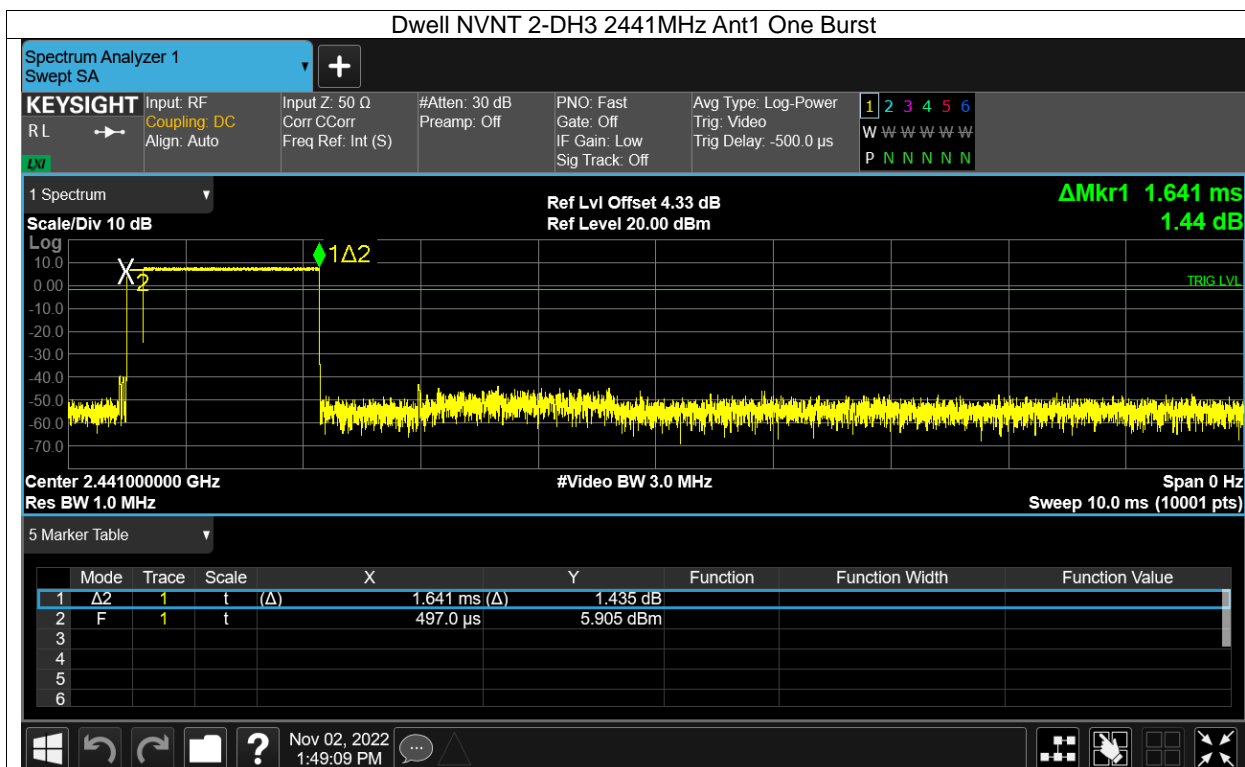 Dwell NVNT 2-DH3 2441MHz Ant1 One Burst
Spectrum Analyzer 1
Swept SA
KEYSIGHT Input: RF Input Z: 50 Ω #Atten: 30 dB PNO: Fast Avg Type: Log-Power 1 2 3 4 5 6
R L Coupling: DC Corr CCorr Preamp: Off Gate: Off Trig: Video W W W W W W
Align: Auto Freq Ref: Int (S) IF Gain: Low Trig Delay: -500.0 µs
LXI Sig Track: Off P N N N N N
1 Spectrum Ref Lvl Offset 4.33 dB ΔMkr1 1.641 ms
Scale/Div 10 dB Ref Level 20.00 dBm 1.44 dB
Log
1Δ2
10.0
X
2
0.00
TRIG LVL
-10.0
-20.0
-30.0
-40.0
-50.0
-60.0
-70.0
Center 2.441000000 GHz #Video BW 3.0 MHz Span 0 Hz
Res BW 1.0 MHz Sweep 10.0 ms (10001 pts)
5 Marker Table
Mode Trace Scale X Y Function Function Width Function Value
1 Δ2 1 t (Δ) 1.641 ms (Δ) 1.435 dB
2 F 1 t 497.0 µs 5.905 dBm
3
4
5
6
? Nov 02, 2022
1:49:09 PM